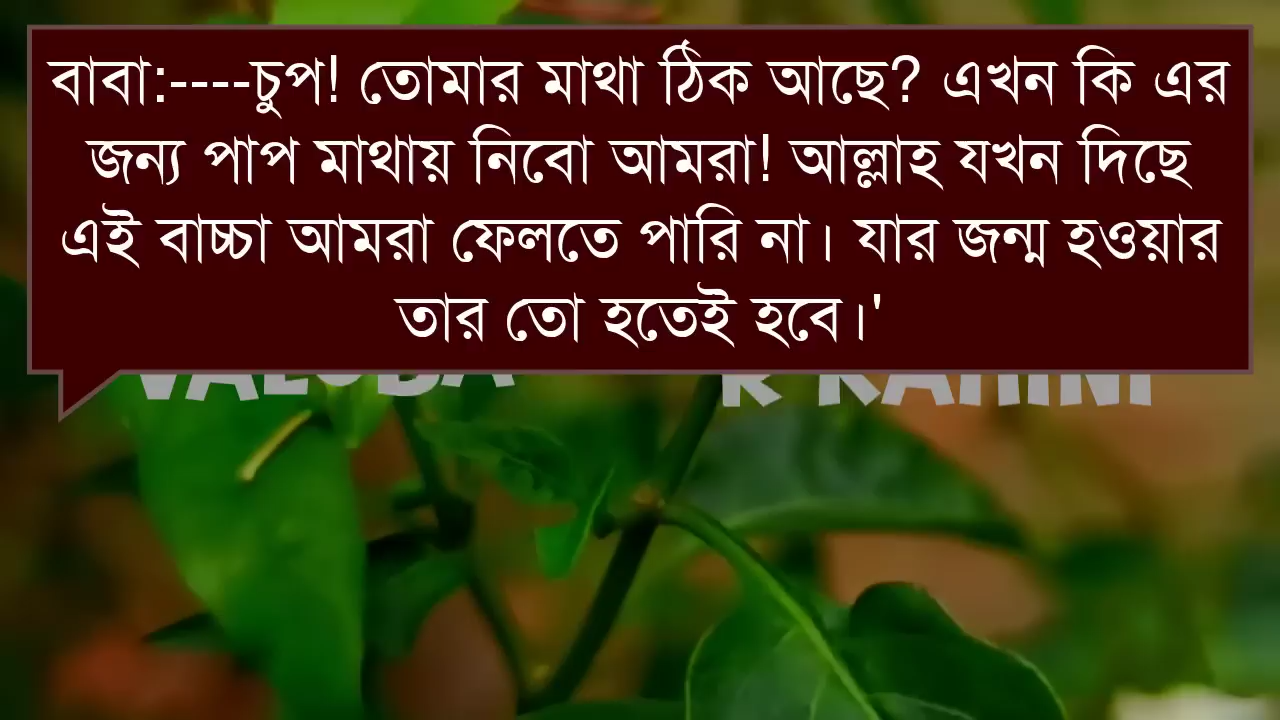 বাবা:----চুপ! তোমার মাথা ঠিক আছে? এখন কি এর
জন্য পাপ মাথায় নিবো আমরা! আল্লাহ যখন দিছে
এই বাচ্চা আমরা ফেলতে পারি না। যার জন্ম হওয়ার
তার তো হতেই হবে।'